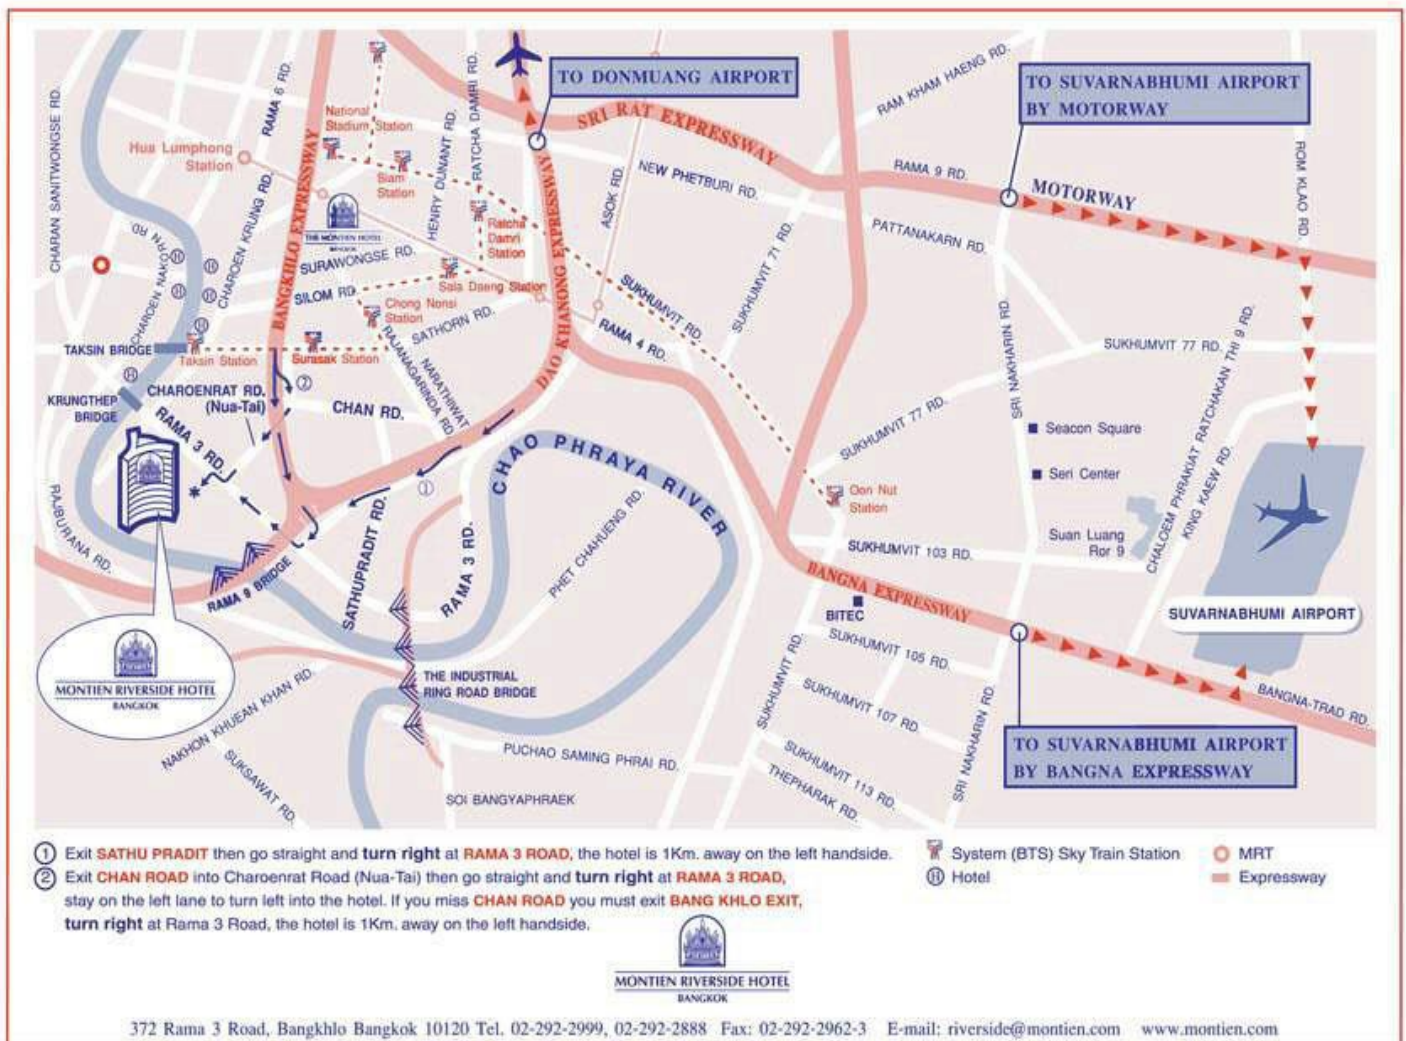 TO DONMUANG AIRPORT
TO SUVARNABHUMI AIRPORT
BY MOTORWAY
CHARAN SANITWONGSE RD.
RAMA 6 RD.
HENRY DUNANT RD.
RATCHA DAMRI RD.
RAM KHAM HAENG RD.
SRI RAT EXPRESSWAY
National
Stadium Station
Hua Lumphong
Station
Siam
Station
THE MONTIEN HOTEL
BANGKOK
Ratcha
Damri
Station
ASOK RD.
NEW PHETBURI RD.
RAMA 9 RD.
MOTORWAY
ROM KLAO RD.
PATTANAKARN RD.
SUKHUMVIT 71 RD.
CHAROEN NAKORN RD.
CHAROEN KRUNG RD.
BANGKHLO EXPRESSWAY
SURAWONGSE RD.
SILOM RD.
Sala Daeng Station
Chong Nonsi
Station
SATHORN RD.
DAO KHANONG EXPRESSWAY
SUKHUMVIT RD.
RAMA 4 RD.
TAKSIN BRIDGE
Taksin Station
Surasak Station
NARATHIWAT
RAJANAGARINDA RD.
SRI NAKHARIN RD.
SUKHUMVIT 77 RD.
CHALOEM PHRAKIAT RATCHAKAN THI 9 RD.
KING KAEW RD.
KRUNGTHEP
BRIDGE
CHAROENRAT RD.
(Nua-Tai)
②
CHAN RD.
RAMA 3 RD.
*
①
CHAO PHRAYA RIVER
SUKHUMVIT 77 RD.
Seacon Square
Seri Center
Oon Nut
Station
Suan Luang
Ror 9
RAJBURANA RD.
RAMA 9 BRIDGE
SATHUPRADIT RD.
RAMA 3 RD.
PHET CHAHUENG RD.
SUKHUMVIT 103 RD.
BANGNA EXPRESSWAY
BITEC
SUVARNABHUMI AIRPORT
MONTIEN RIVERSIDE HOTEL
BANGKOK
THE INDUSTRIAL
RING ROAD BRIDGE
NAKHON KHUEAN KHAN RD.
SUKSAWAT RD.
PUCHAO SAMING PHRAI RD.
SOI BANGYAPHRAEK
SUKHUMVIT RD.
SUKHUMVIT 105 RD.
SUKHUMVIT 107 RD.
SUKHUMVIT 113 RD.
THEPHARAK RD.
SRI NAKHARIN RD.
BANGNA-TRAD RD.
TO SUVARNABHUMI AIRPORT
BY BANGNA EXPRESSWAY
① Exit SATHU PRADIT then go straight and turn right at RAMA 3 ROAD, the hotel is 1Km. away on the left handside.
② Exit CHAN ROAD into Charoenrat Road (Nua-Tai) then go straight and turn right at RAMA 3 ROAD,
stay on the left lane to turn left into the hotel. If you miss CHAN ROAD you must exit BANG KHLO EXIT,
turn right at Rama 3 Road, the hotel is 1Km. away on the left handside.
System (BTS) Sky Train Station
MRT
Ⓗ Hotel
Expressway
MONTIEN RIVERSIDE HOTEL
BANGKOK
372 Rama 3 Road, Bangkhlo Bangkok 10120 Tel. 02-292-2999, 02-292-2888 Fax: 02-292-2962-3 E-mail: riverside@montien.com www.montien.com